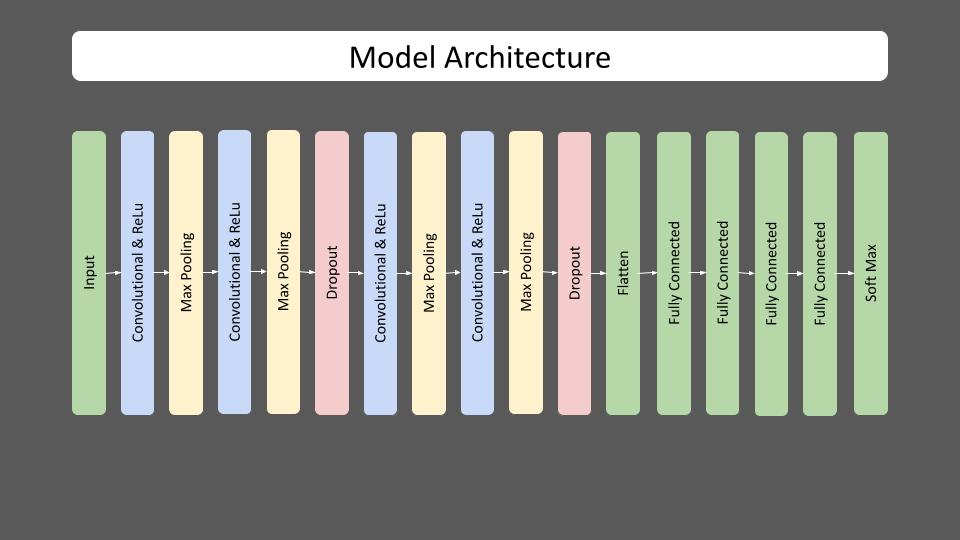 Model Architecture
Input
Convolutional & ReLu
Max Pooling
Convolutional & ReLu
Max Pooling
Dropout
Convolutional & ReLu
Max Pooling
Convolutional & ReLu
Max Pooling
Dropout
Flatten
Fully Connected
Fully Connected
Fully Connected
Fully Connected
Soft Max